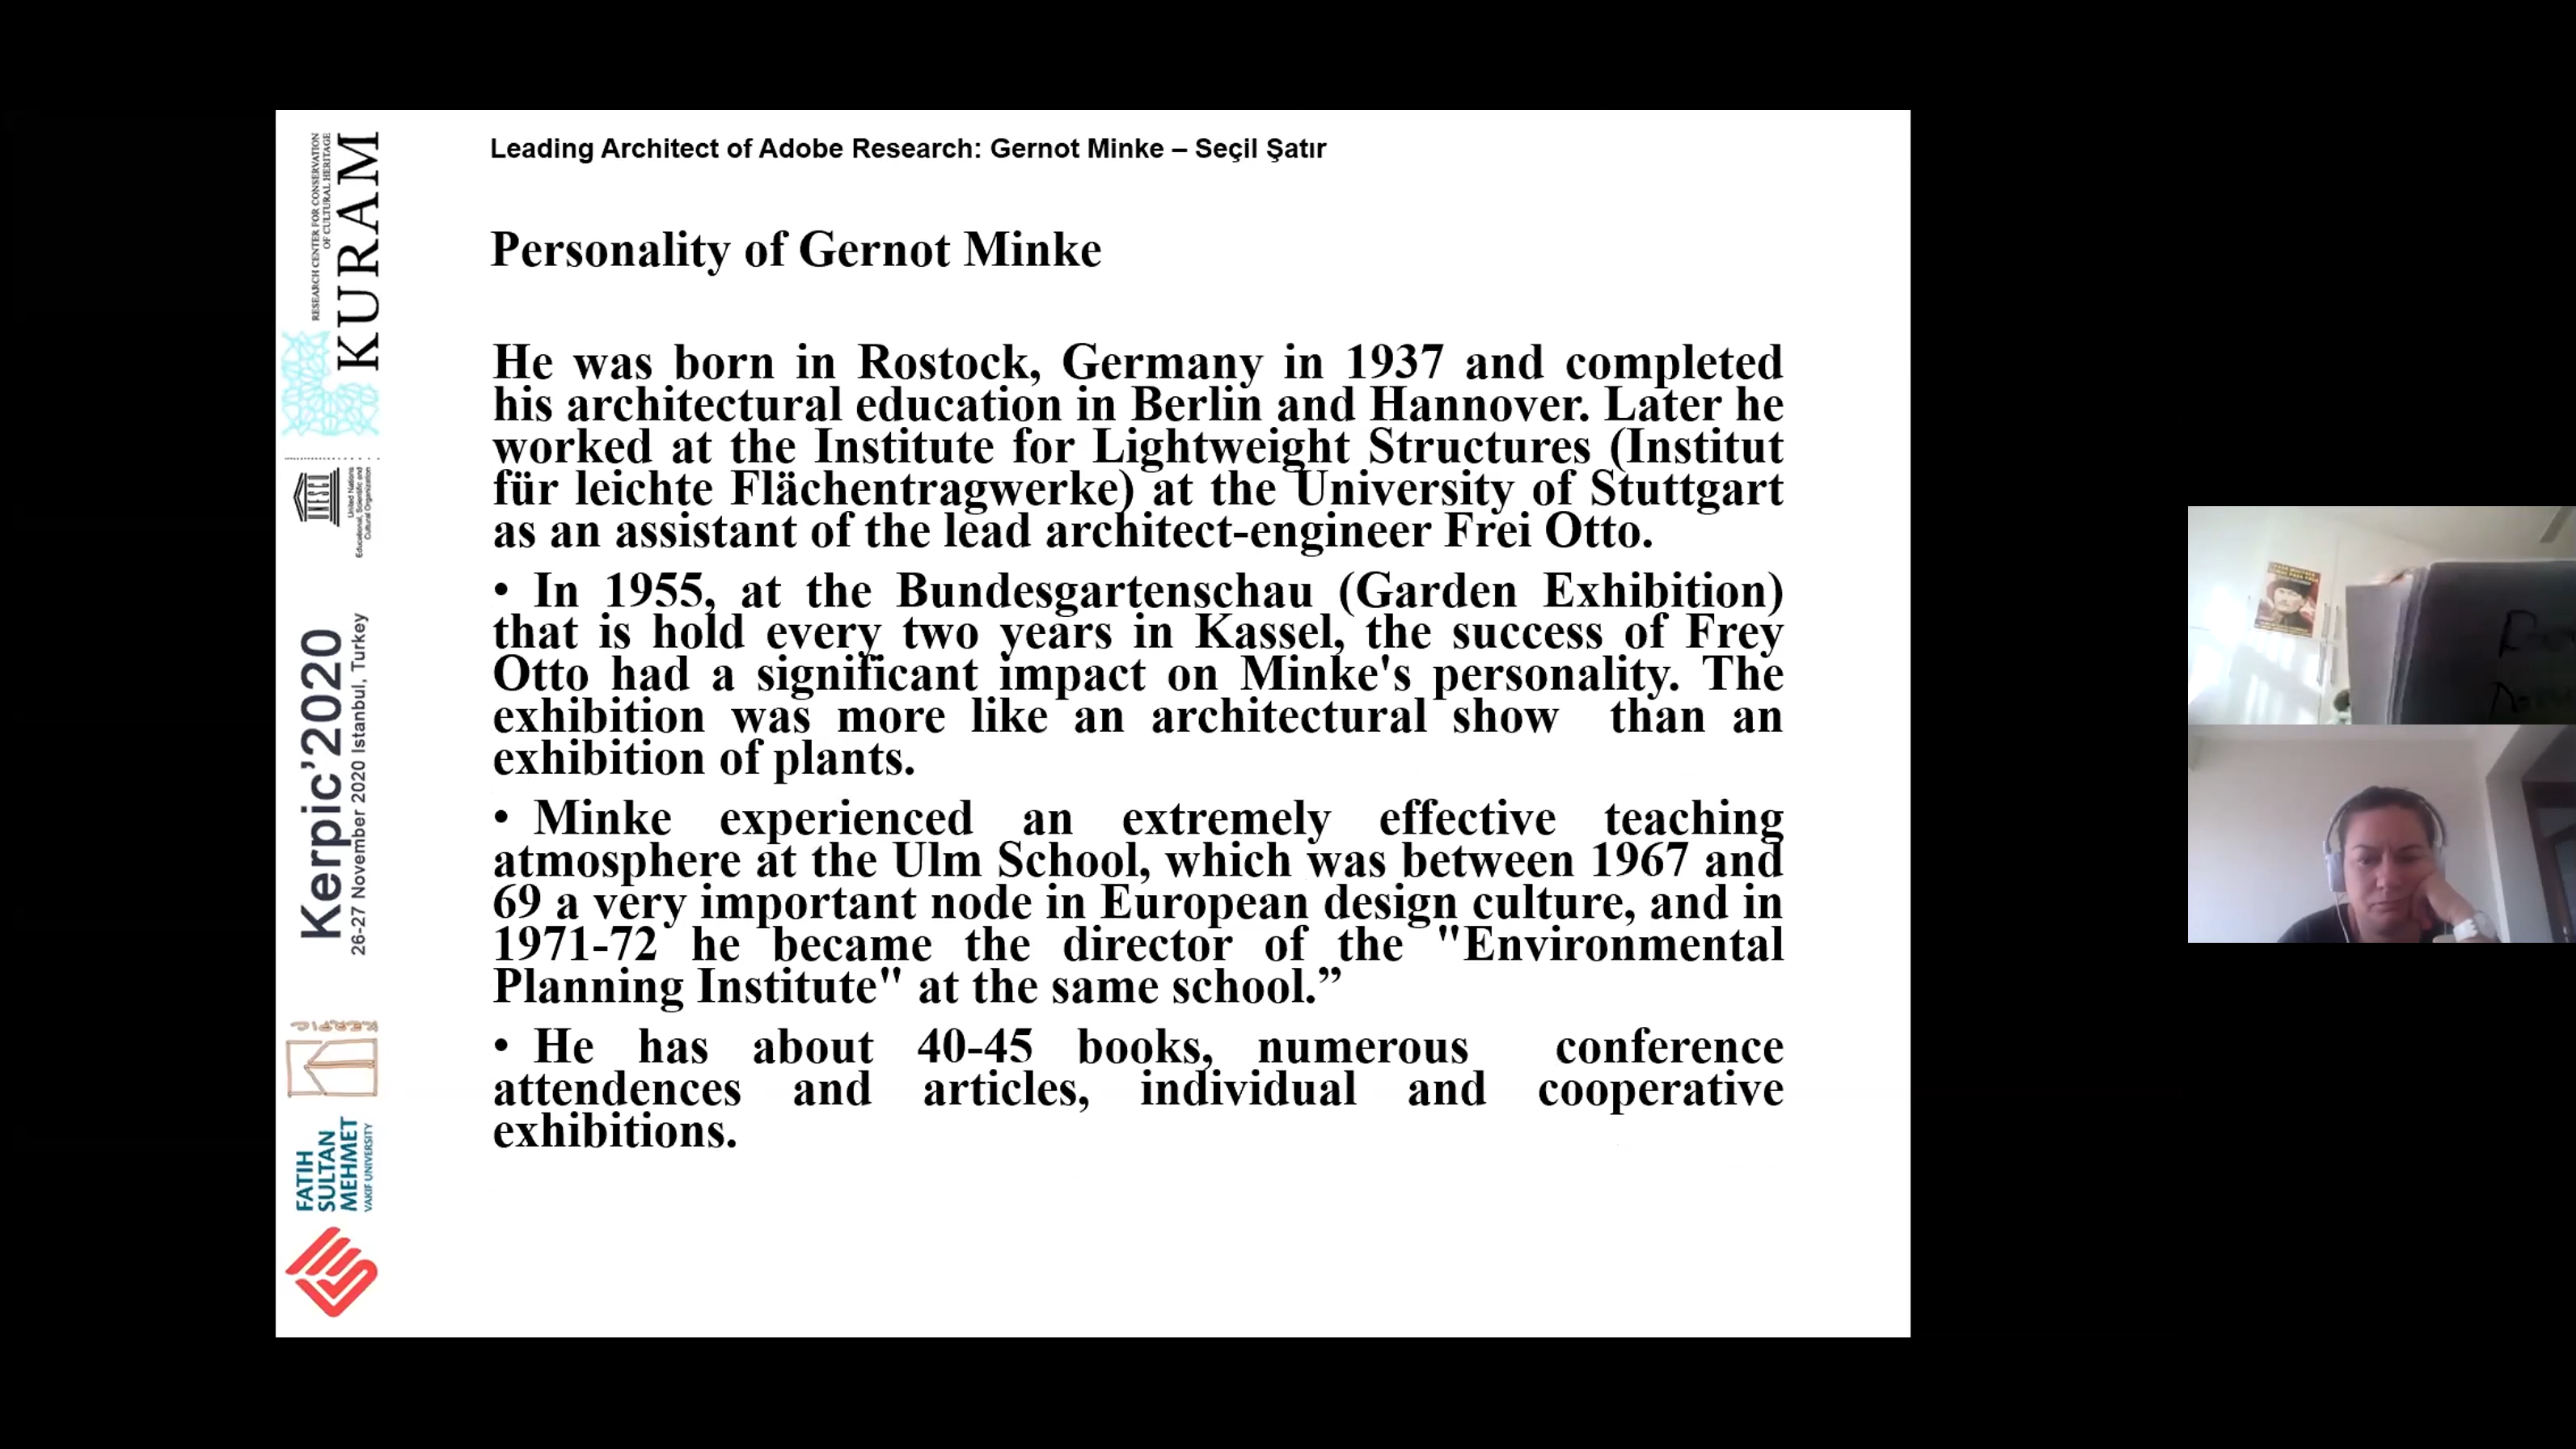 Leading Architect of Adobe Research: Gernot Minke – Seçil Şatır
Personality of Gernot Minke
He was born in Rostock, Germany in 1937 and completed
his architectural education in Berlin and Hannover. Later he
worked at the Institute for Lightweight Structures (Institut
für leichte Flächentragwerke) at the University of Stuttgart
as an assistant of the lead architect-engineer Frei Otto.
• In 1955, at the Bundesgartenschau (Garden Exhibition)
that is hold every two years in Kassel, the success of Frey
Otto had a significant impact on Minke's personality. The
exhibition was more like an architectural show than an
exhibition of plants.
• Minke experienced an extremely effective teaching
atmosphere at the Ulm School, which was between 1967 and
69 a very important node in European design culture, and in
1971-72 he became the director of the "Environmental
Planning Institute" at the same school.”
• He has about 40-45 books, numerous conference
attendences and articles, individual and cooperative
exhibitions.
RESEARCH CENTER FOR CONSERVATION
OF CULTURAL HERITAGE
KURAM
UNESCO
United Nations
Educational, Scientific and
Cultural Organization
Kerpic’2020
26-27 November 2020 Istanbul, Turkey
KERPIC
FATIH
SULTAN
MEHMET
VAKIF UNIVERSITY